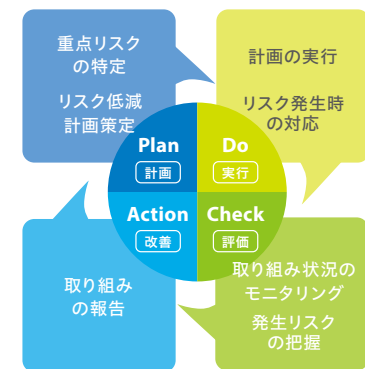 重点リスク
の特定
リスク低減
計画策定
計画の実行
リスク発生時
の対応
Plan
計画
Do
実行
Action
改善
Check
評価
取り組み
の報告
取り組み状況の
モニタリング
発生リスク
の把握